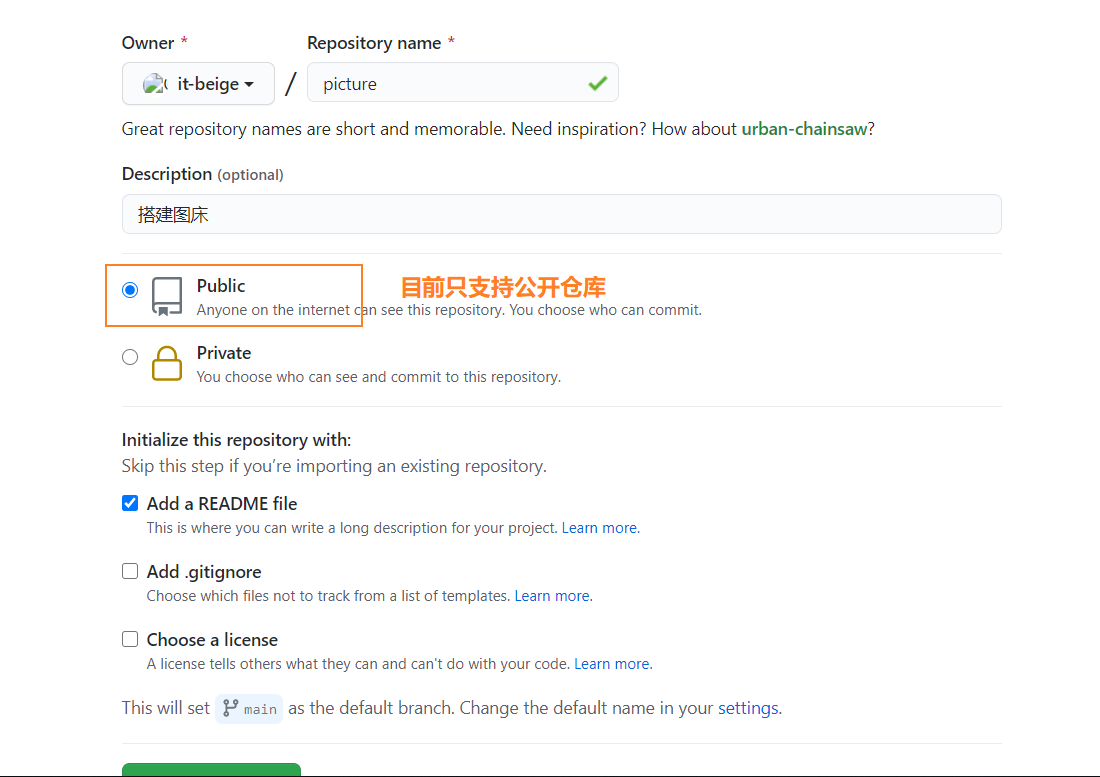 Owner * Repository name *
it-beige / picture
Great repository names are short and memorable. Need inspiration? How about urban-chainsaw?
Description (optional)
搭建图床
Public
目前只支持公开仓库
Anyone on the internet can see this repository. You choose who can commit.
Private
You choose who can see and commit to this repository.
Initialize this repository with:
Skip this step if you’re importing an existing repository.
Add a README file
This is where you can write a long description for your project. Learn more.
Add .gitignore
Choose which files not to track from a list of templates. Learn more.
Choose a license
A license tells others what they can and can't do with your code. Learn more.
This will set main as the default branch. Change the default name in your settings.